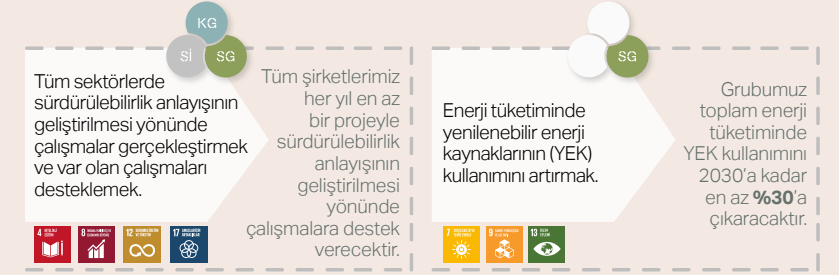 KG
Sİ
SG
Tüm sektörlerde
sürdürülebilirlik anlayışının
geliştirilmesi yönünde
çalışmalar gerçekleştirmek
ve var olan çalışmaları
desteklemek.
4
8
12
17
Tüm şirketlerimiz
her yıl en az
bir projeyle
sürdürülebilirlik
anlayışının
geliştirilmesi
yönünde
çalışmalara destek
verecektir.
SG
Enerji tüketiminde
yenilenebilir enerji
kaynaklarının (YEK)
kullanımını artırmak.
7
9
13
Grubumuz
toplam enerji
tüketiminde
YEK kullanımını
2030'a kadar
en az %30'a
çıkaracaktır.